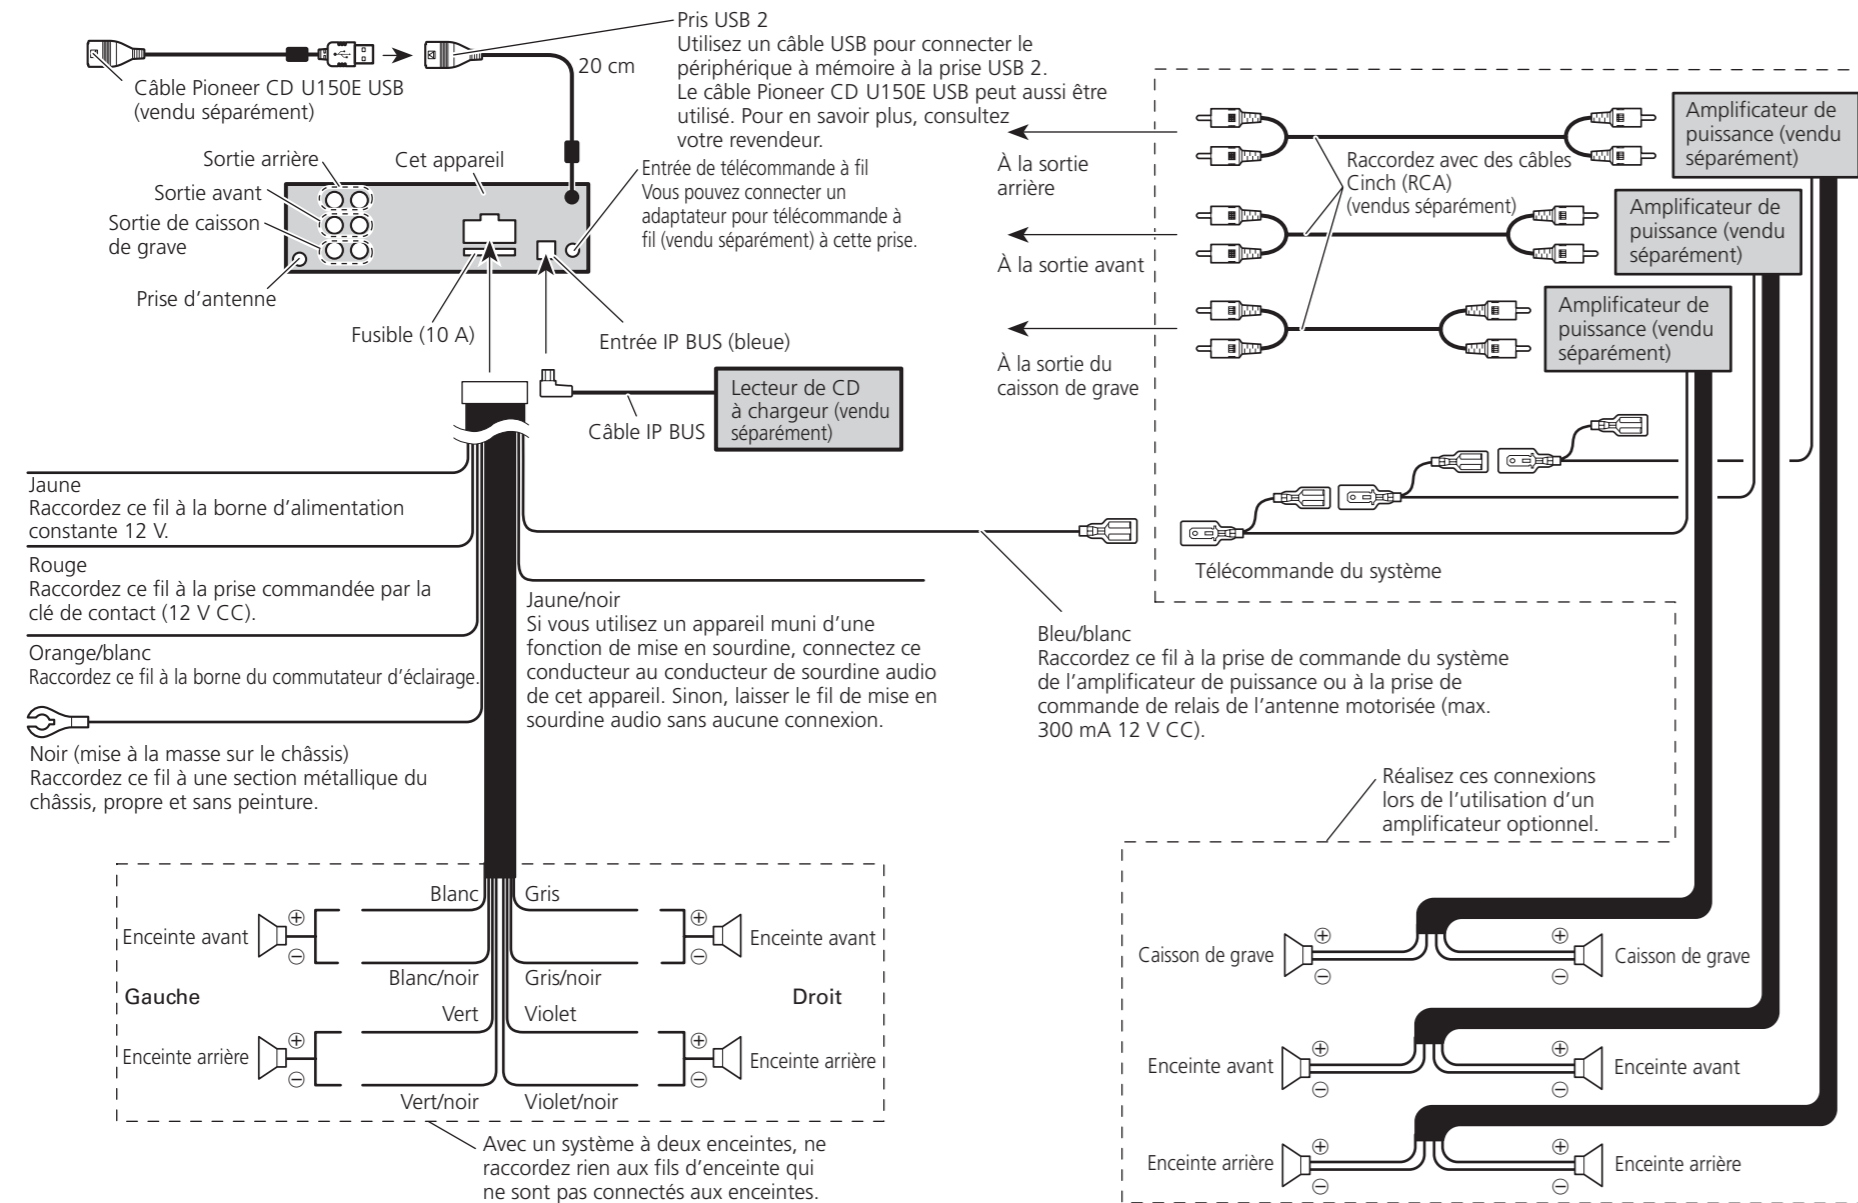 Pris USB 2
Utilisez un câble USB pour connecter le
périphérique à mémoire à la prise USB 2.
Le câble Pioneer CD U150E USB peut aussi être
utilisé. Pour en savoir plus, consultez
votre revendeur.
20 cm
Câble Pioneer CD U150E USB
(vendu séparément)
Sortie arrière
Cet appareil
Sortie avant
Sortie de caisson
de grave
Prise d'antenne
Entrée de télécommande à fil
Vous pouvez connecter un
adaptateur pour télécommande à
fil (vendu séparément) à cette prise.
Fusible (10 A)
Entrée IP BUS (bleue)
Lecteur de CD
à chargeur (vendu
séparément)
Câble IP BUS
À la sortie
arrière
À la sortie avant
À la sortie du
caisson de grave
Raccordez avec des câbles
Cinch (RCA)
(vendus séparément)
Amplificateur de
puissance (vendu
séparément)
Amplificateur de
puissance (vendu
séparément)
Amplificateur de
puissance (vendu
séparément)
Télécommande du système
Jaune
Raccordez ce fil à la borne d'alimentation
constante 12 V.
Rouge
Raccordez ce fil à la prise commandée par la
clé de contact (12 V CC).
Orange/blanc
Raccordez ce fil à la borne du commutateur d'éclairage.
Noir (mise à la masse sur le châssis)
Raccordez ce fil à une section métallique du
châssis, propre et sans peinture.
Jaune/noir
Si vous utilisez un appareil muni d'une
fonction de mise en sourdine, connectez ce
conducteur au conducteur de sourdine audio
de cet appareil. Sinon, laisser le fil de mise en
sourdine audio sans aucune connexion.
Bleu/blanc
Raccordez ce fil à la prise de commande du système
de l'amplificateur de puissance ou à la prise de
commande de relais de l'antenne motorisée (max.
300 mA 12 V CC).
Réalisez ces connexions
lors de l'utilisation d'un
amplificateur optionnel.
Blanc
Gris
Enceinte avant
⊕
⊖
⊕
⊖
Enceinte avant
Blanc/noir
Gris/noir
Gauche
Droit
Vert
Violet
Enceinte arrière
⊕
⊖
⊕
⊖
Enceinte arrière
Vert/noir
Violet/noir
Avec un système à deux enceintes, ne
raccordez rien aux fils d'enceinte qui
ne sont pas connectés aux enceintes.
Caisson de grave
⊕
⊖
⊕
⊖
Caisson de grave
Enceinte avant
⊕
⊖
⊕
⊖
Enceinte avant
Enceinte arrière
⊕
⊖
⊕
⊖
Enceinte arrière